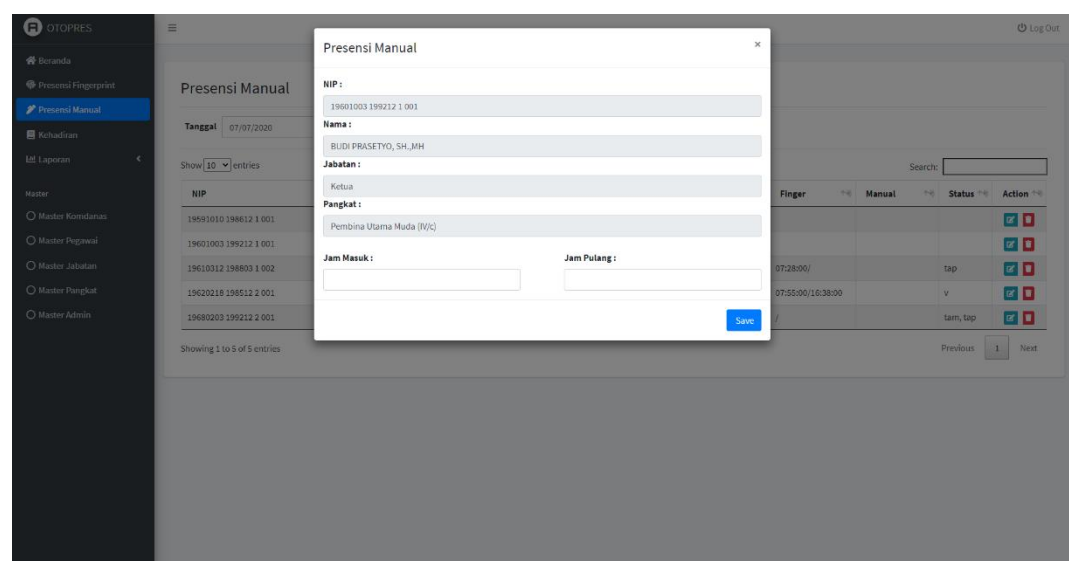 OTOPRES
Log Out
Beranda
Presensi Fingerprint
Presensi Manual
Kehadiran
Laporan
Master
Master Komdanas
Master Pegawai
Master Jabatan
Master Pangkat
Master Admin
Presensi Manual
Tanggal 07/07/2020
Show 10 entries
Search:
NIP Finger Manual Status Action
19591010 198612 1 001
19601003 199212 1 001
19610312 198803 1 002 07:28:00/ tap
19620218 198512 2 001 07:55:00/16:38:00 v
19680203 199212 2 001 / tam, tap
Showing 1 to 5 of 5 entries
Previous 1 Next
Presensi Manual ×
NIP :
19601003 199212 1 001
Nama :
BUDI PRASETYO, SH.,MH
Jabatan :
Ketua
Pangkat :
Pembina Utama Muda (IV/c)
Jam Masuk : Jam Pulang :
Save